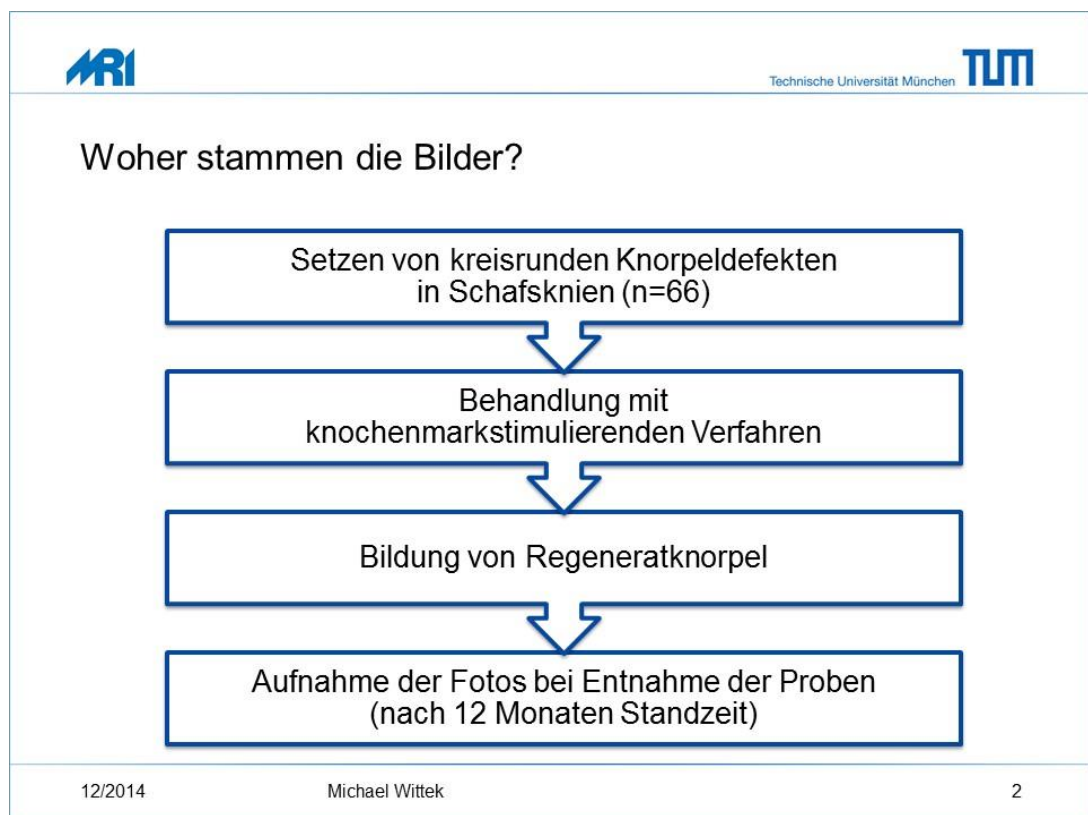 MRI
Technische Universität München TUM
Woher stammen die Bilder?
Setzen von kreisrunden Knorpeldefekten
in Schafsknien (n=66)
Behandlung mit
knochenmarkstimulierenden Verfahren
Bildung von Regeneratknorpel
Aufnahme der Fotos bei Entnahme der Proben
(nach 12 Monaten Standzeit)
12/2014 Michael Wittek 2